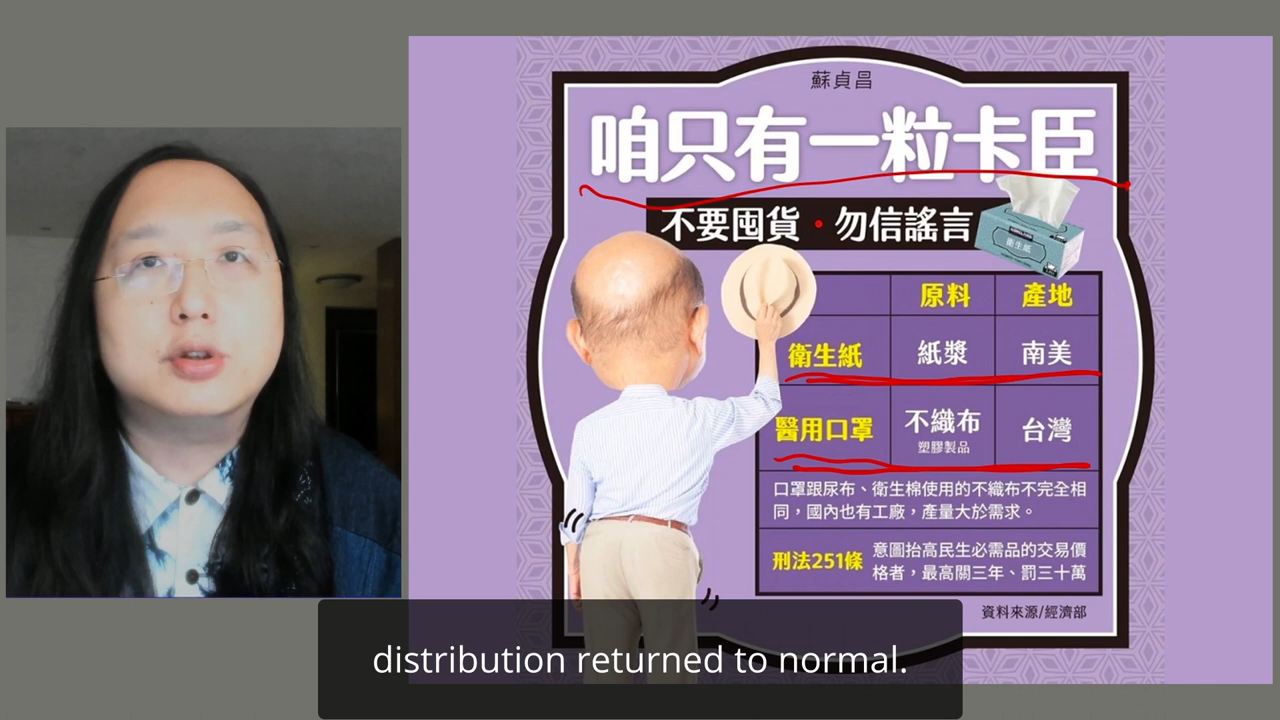 蘇貞昌
咱只有一粒卡臣
不要囤貨・勿信謠言
衛生紙
原料 產地
衛生紙 紙漿 南美
醫用口罩 不織布 台灣
塑膠製品
口罩跟尿布、衛生棉使用的不織布不完全相
同，國內也有工廠，產量大於需求。
刑法251條 意圖抬高民生必需品的交易價
格者，最高關三年、罰三十萬
資料來源/經濟部
distribution returned to normal.